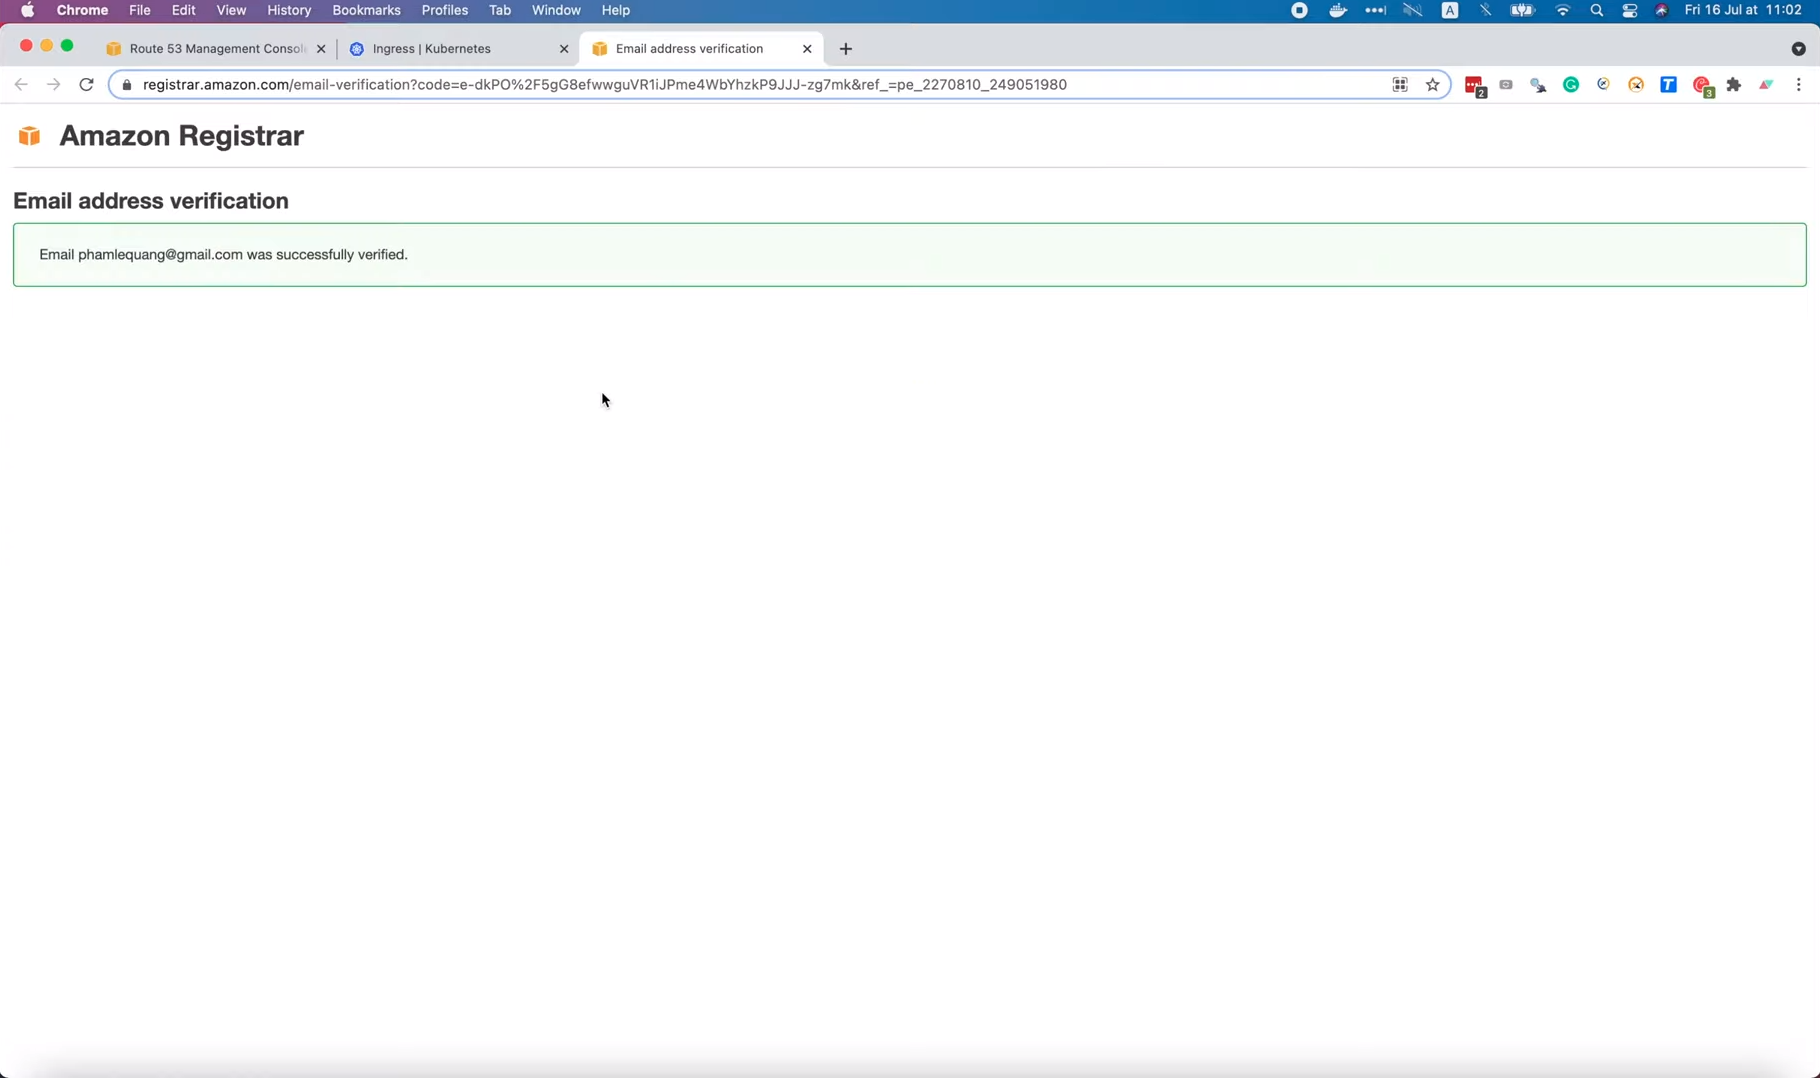 Chrome File Edit View History Bookmarks Profiles Tab Window Help A Fri 16 Jul at 11:02
Route 53 Management Consol Ingress | Kubernetes Email address verification
registrar.amazon.com/email-verification?code=e-dkPO%2F5gG8efwwguVR1iJPme4WbYhzkP9JJJ-zg7mk&ref_=pe_2270810_249051980 2 T 3
Amazon Registrar
Email address verification
Email phamlequang@gmail.com was successfully verified.